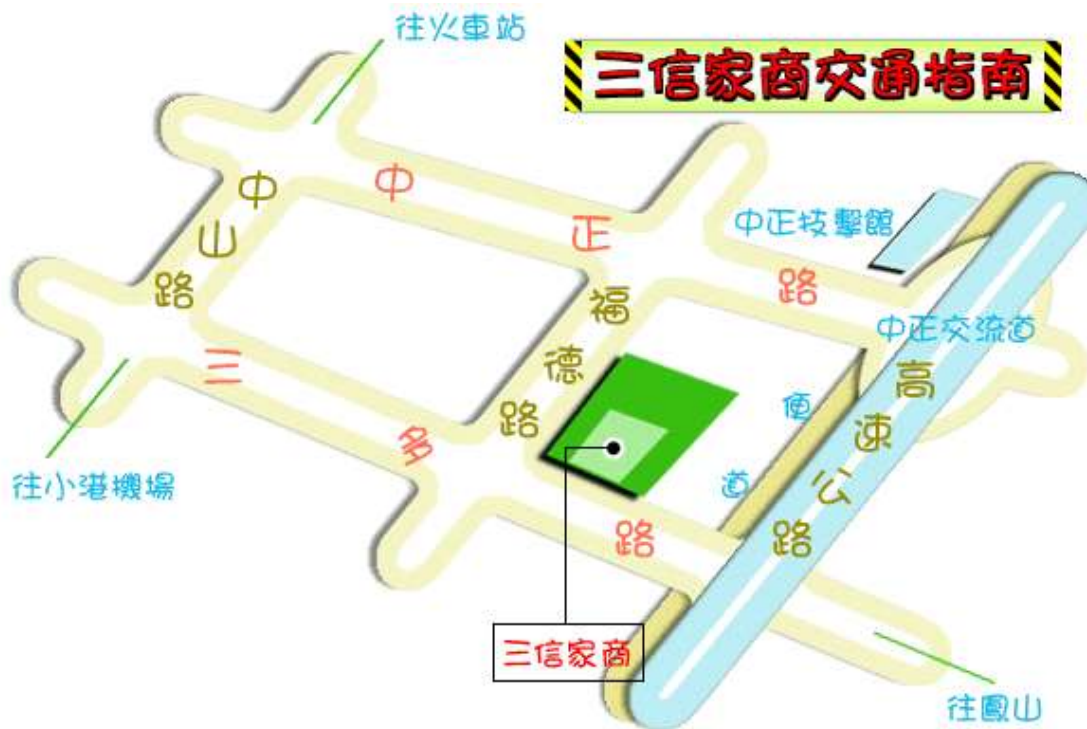 往火車站
三信家商交通指南
中正路
中山路
中正技擊館
福德路
中正交流道
高速公路
便道
三多路
往小港機場
三信家商
往鳳山